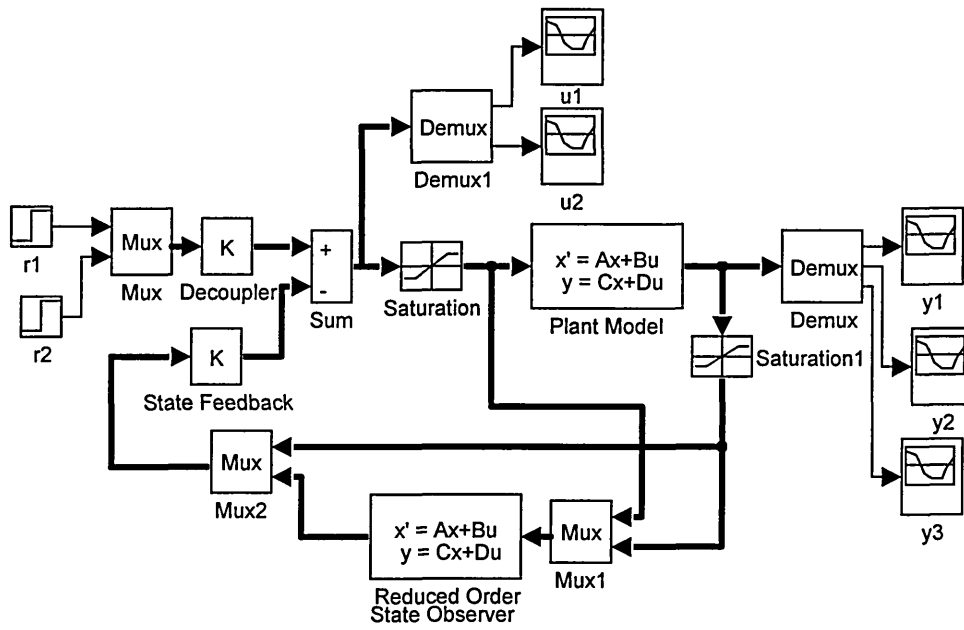 u1
Demux
Demux1
u2
r1
Mux
Mux
K
Decoupler
+
-
Sum
Saturation
x' = Ax+Bu
y = Cx+Du
Plant Model
Demux
Demux
y1
r2
K
State Feedback
Saturation1
y2
Mux
Mux2
x' = Ax+Bu
y = Cx+Du
Reduced Order
State Observer
Mux
Mux1
y3